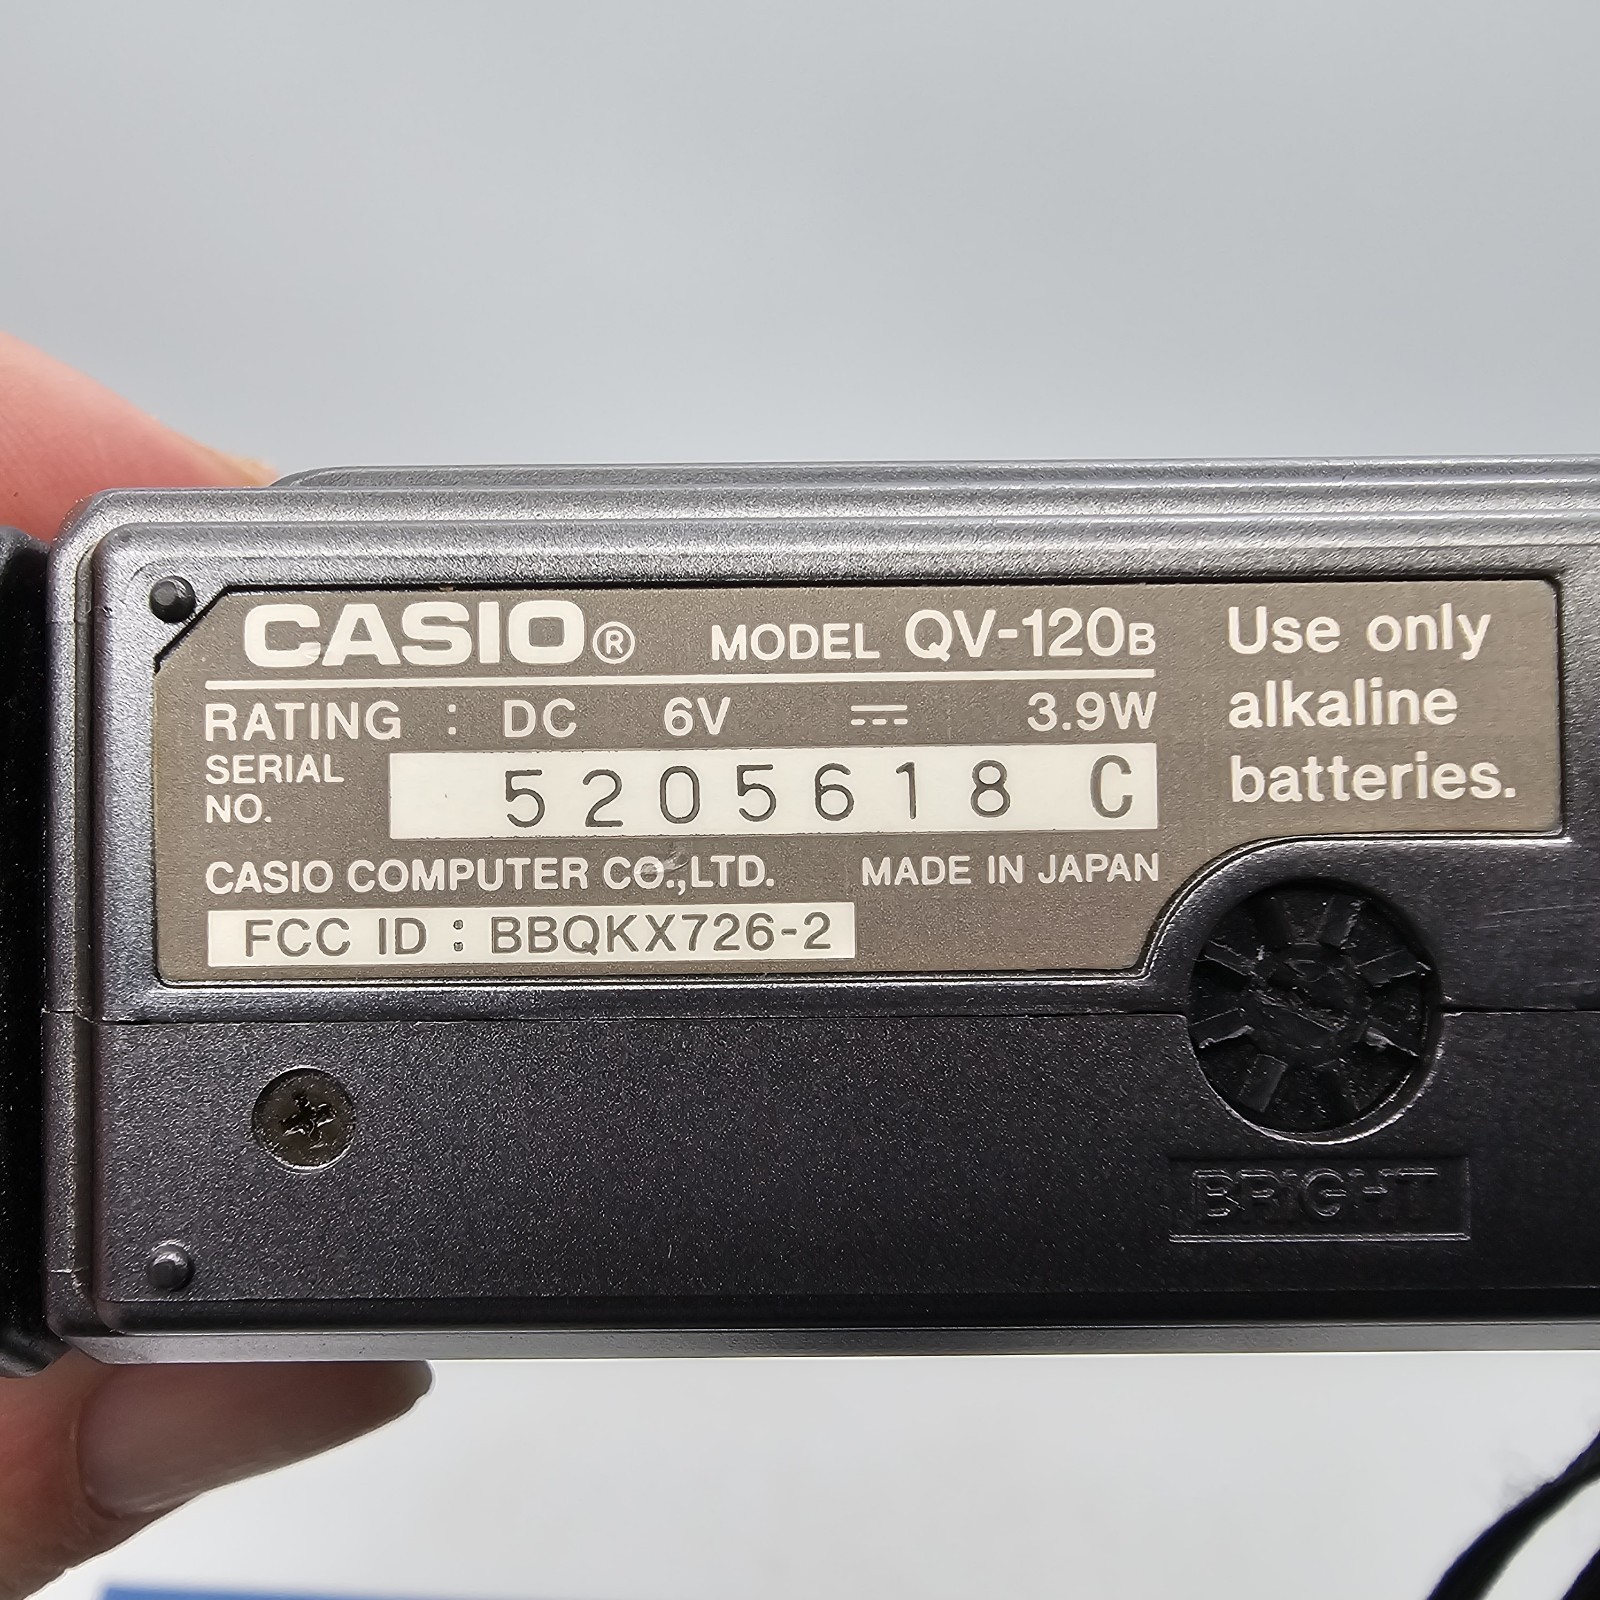 CASIO® MODEL QV-120B
RATING : DC 6V ⎓ 3.9W
SERIAL NO. 5205618 C
CASIO COMPUTER CO.,LTD. MADE IN JAPAN
FCC ID : BBQKX726-2
Use only
alkaline
batteries.
BRIGHT